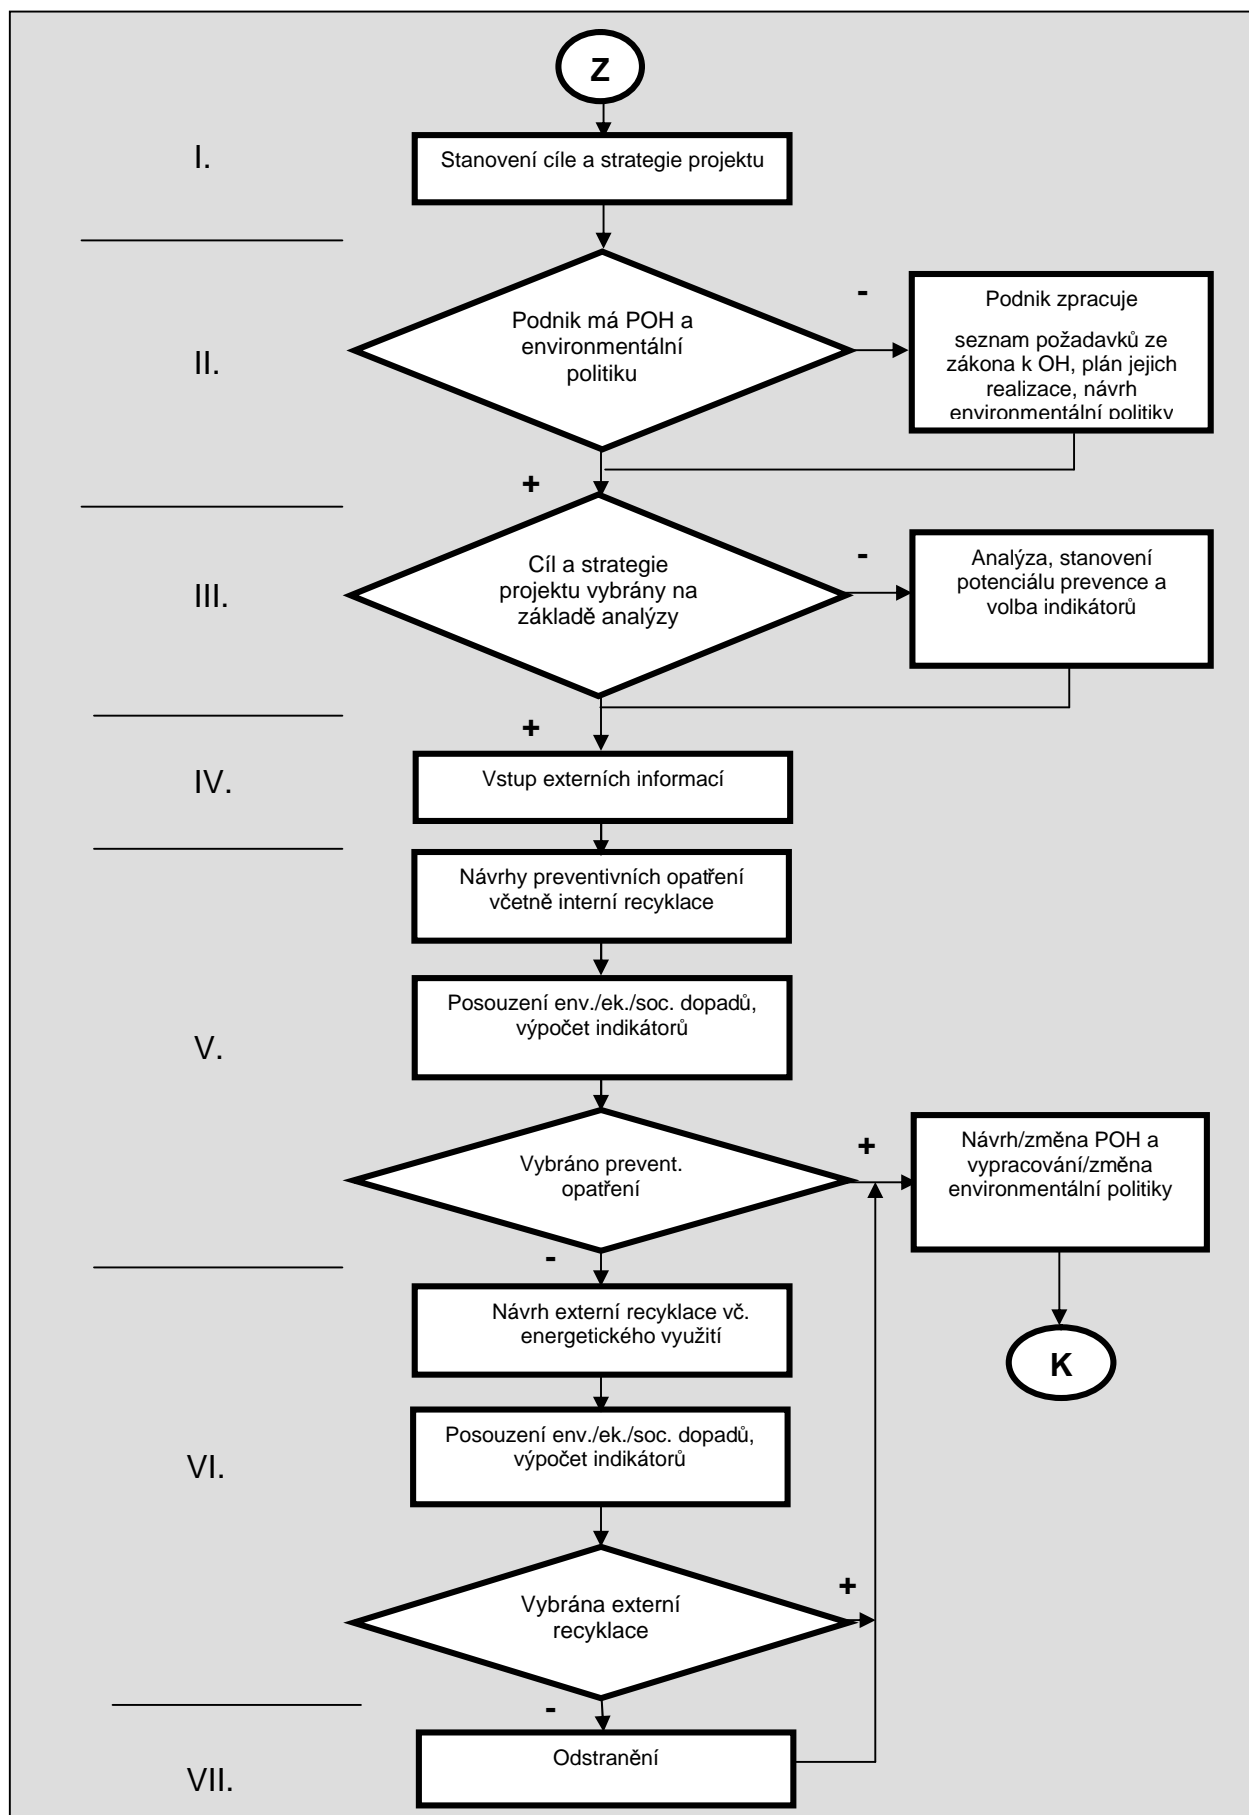 Z
I.
Stanovení cíle a strategie projektu
II.
Podnik má POH a
environmentální
politiku
-
Podnik zpracuje
seznam požadavků ze
zákona k OH, plán jejich
realizace, návrh
environmentální politiky
+
III.
Cíl a strategie
projektu vybrány na
základě analýzy
-
Analýza, stanovení
potenciálu prevence a
volba indikátorů
+
IV.
Vstup externích informací
Návrhy preventivních opatření
včetně interní recyklace
V.
Posouzení env./ek./soc. dopadů,
výpočet indikátorů
Vybráno prevent.
opatření
+
Návrh/změna POH a
vypracování/změna
environmentální politiky
-
Návrh externí recyklace vč.
energetického využití
K
VI.
Posouzení env./ek./soc. dopadů,
výpočet indikátorů
Vybrána externí
recyklace
+
-
VII.
Odstranění